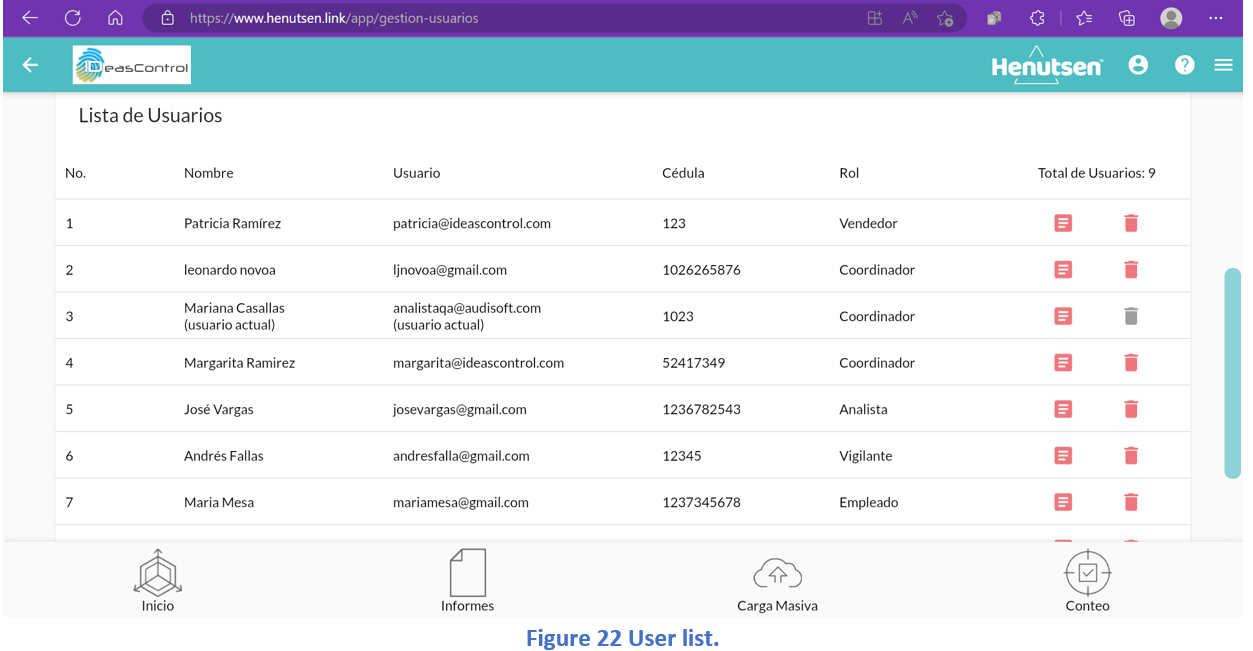 https://www.henutsen.link/app/gestion-usuarios
IDeasControl
Henutsen
Lista de Usuarios
No. Nombre Usuario Cédula Rol Total de Usuarios: 9
1 Patricia Ramírez patricia@ideascontrol.com 123 Vendedor
2 leonardo novoa ljnovoa@gmail.com 1026265876 Coordinador
3 Mariana Casallas (usuario actual) analistaqa@audisoft.com (usuario actual) 1023 Coordinador
4 Margarita Ramirez margarita@ideascontrol.com 52417349 Coordinador
5 José Vargas josevargas@gmail.com 1236782543 Analista
6 Andrés Fallas andresfalla@gmail.com 12345 Vigilante
7 Maria Mesa mariamesa@gmail.com 1237345678 Empleado
Inicio Informes Carga Masiva Conteo
Figure 22 User list.